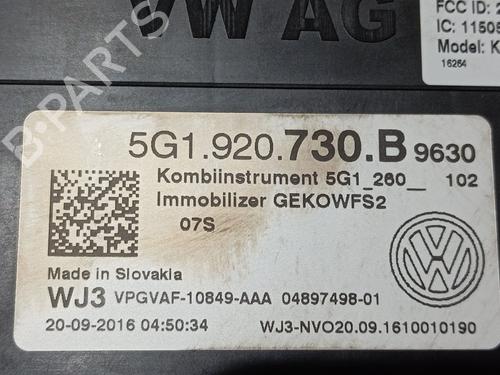 VW AG
FCC ID: 2
IC: 11505
Model: K
16264
5G1.920.730.B 9630
Kombiinstrument 5G1_260__ 102
Immobilizer GEKOWFS2
07S
Made in Slovakia
WJ3 VPGVAF-10849-AAA 04897498-01
20-09-2016 04:50:34 WJ3-NVO20.09.1610010190
B-PARTS